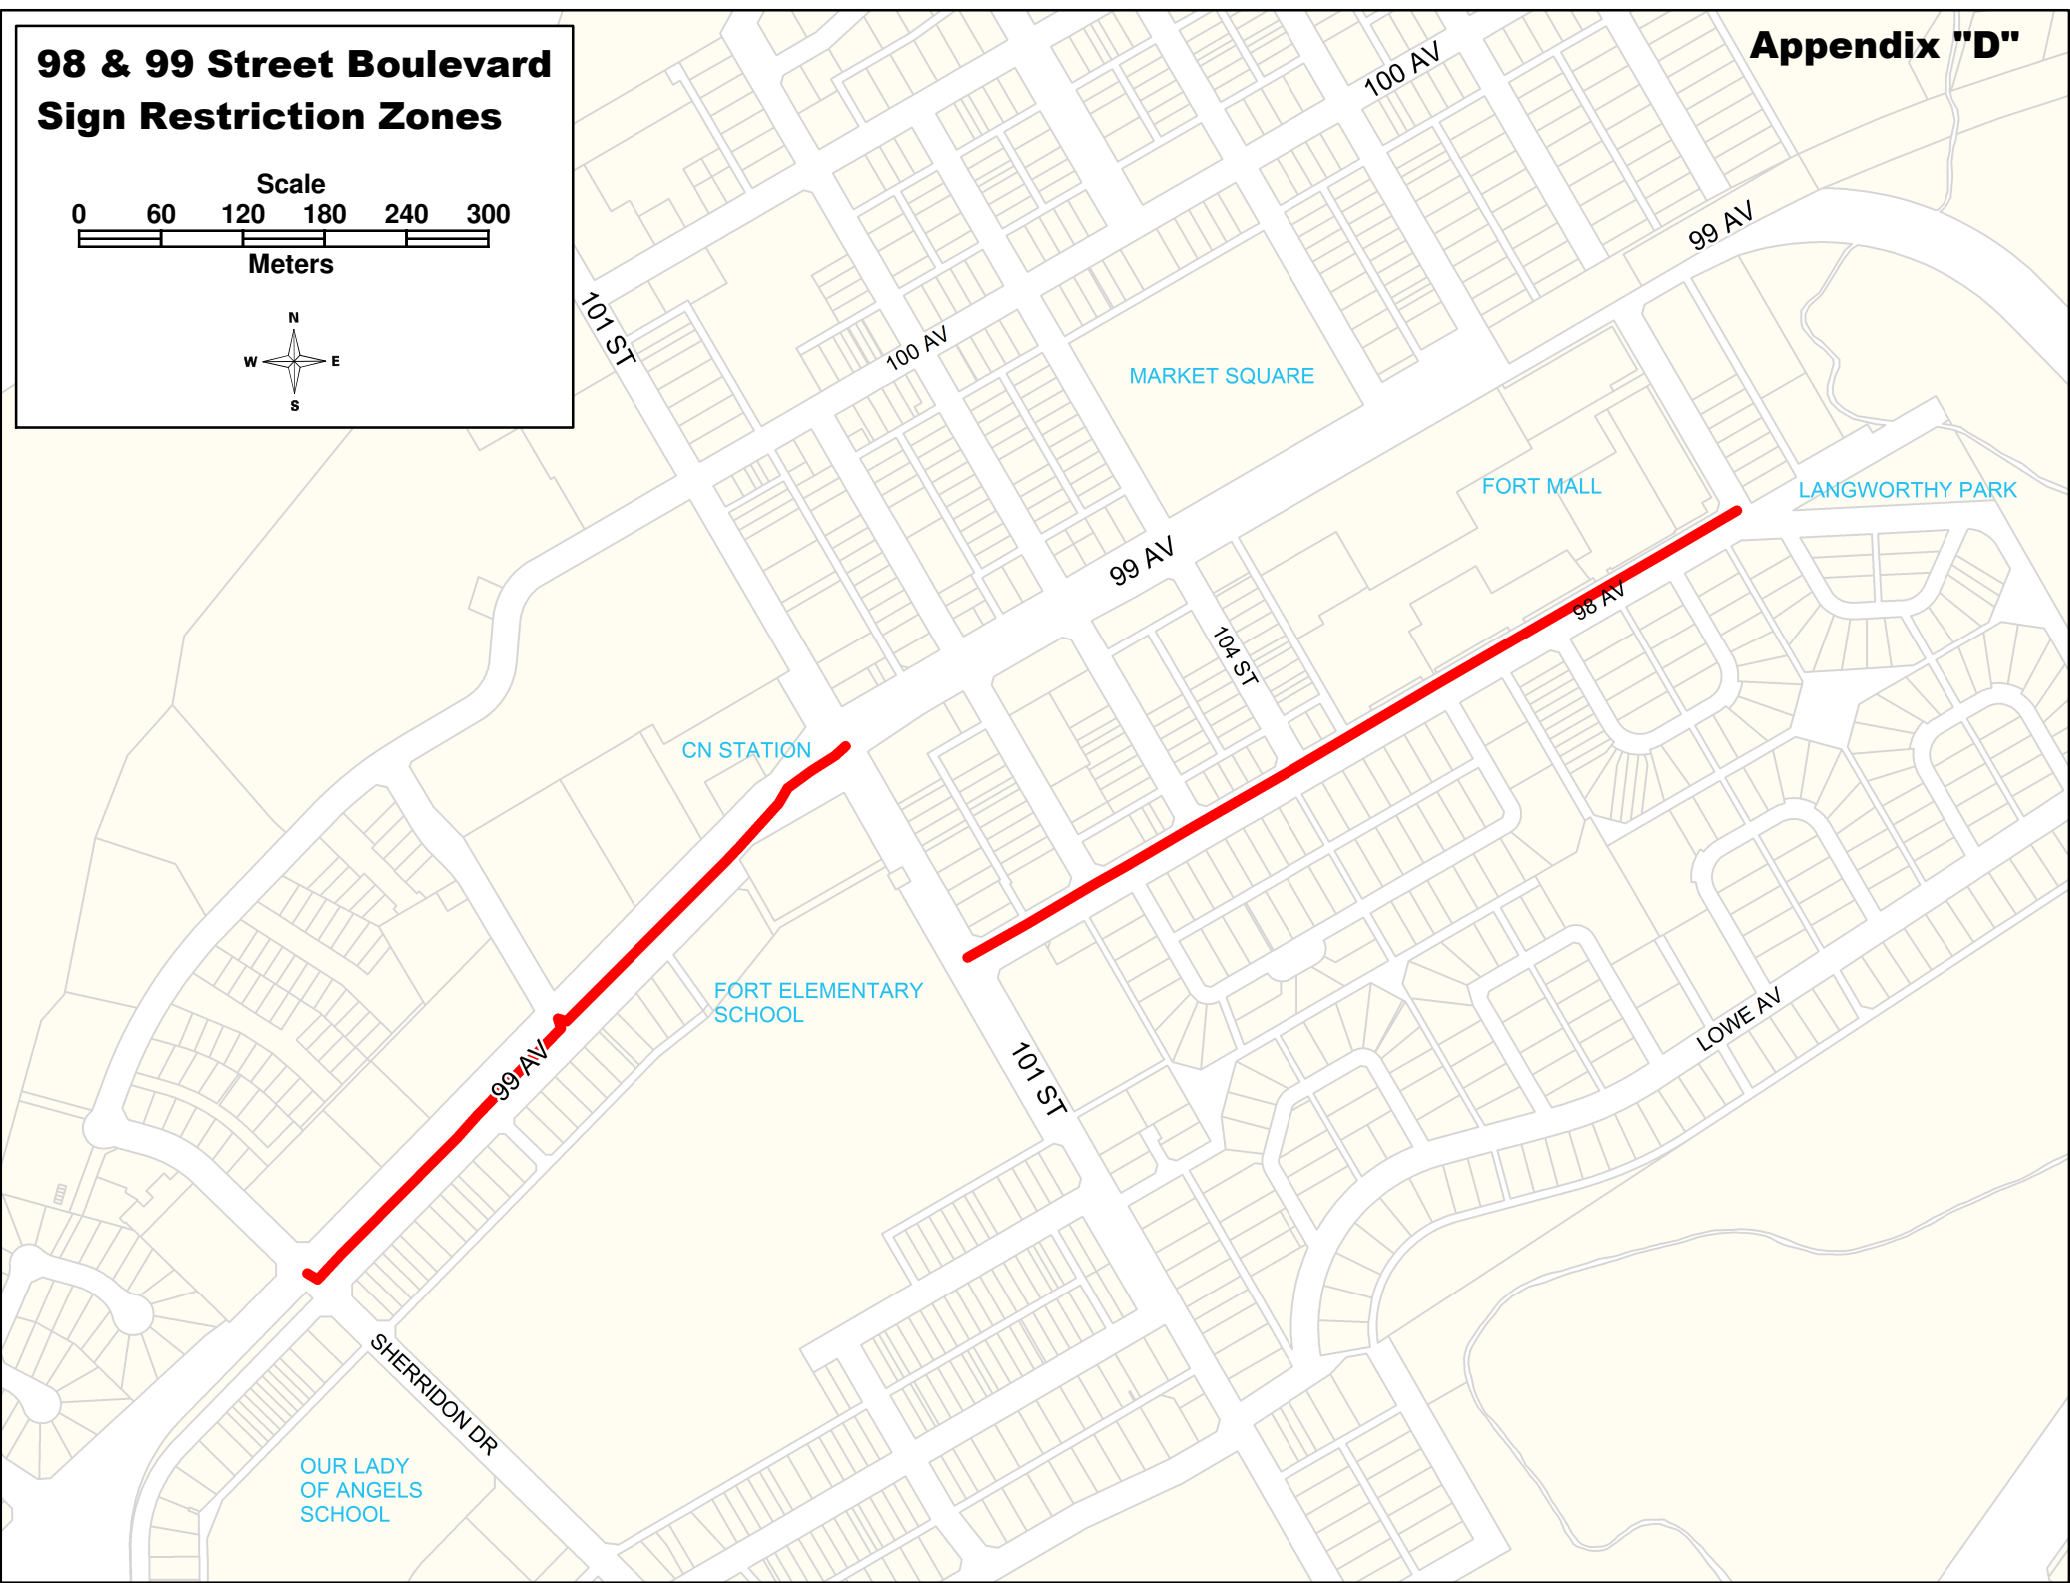 98 & 99 Street Boulevard
Sign Restriction Zones
Scale
0 60 120 180 240 300
Meters
N
W E
S
Appendix "D"
100 AV
99 AV
101 ST
100 AV
MARKET SQUARE
FORT MALL
LANGWORTHY PARK
99 AV
98 AV
104 ST
CN STATION
FORT ELEMENTARY
SCHOOL
99 AV
101 ST
LOWE AV
SHERRIDON DR
OUR LADY
OF ANGELS
SCHOOL